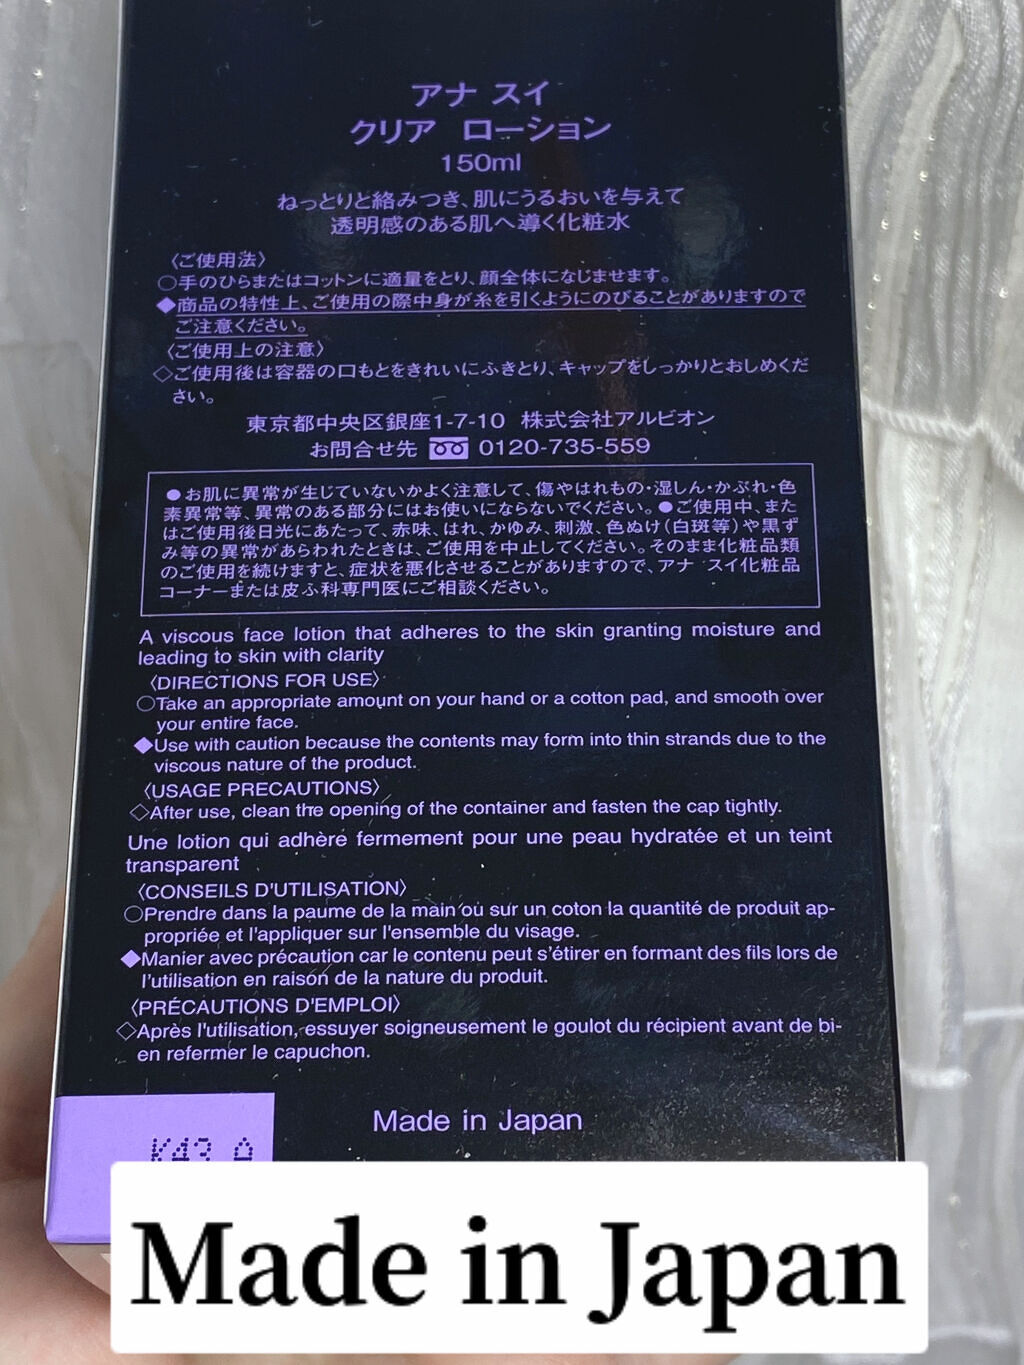 アナ スイ
クリア ローション
150ml
ねっとりと絡みつき、肌にうるおいを与えて
透明感のある肌へ導く化粧水
〈ご使用法〉
○手のひらまたはコットンに適量をとり、顔全体になじませます。
◆商品の特性上、ご使用の際中身が糸を引くようにのびることがありますので
ご注意ください。
〈ご使用上の注意〉
◇ご使用後は容器の口もとをきれいにふきとり、キャップをしっかりとおしめくだ
さい。
東京都中央区銀座1-7-10 株式会社アルビオン
お問合せ先 0120-735-559
●お肌に異常が生じていないかよく注意して、傷やはれもの・湿しん・かぶれ・色
素異常等、異常のある部分にはお使いにならないでください。●ご使用中、また
はご使用後日光にあたって、赤味、はれ、かゆみ、刺激、色ぬけ(白斑等)や黒ず
み等の異常があらわれたときは、ご使用を中止してください。そのまま化粧品類
のご使用を続けますと、症状を悪化させることがありますので、アナ スイ化粧品
コーナーまたは皮ふ科専門医にご相談ください。
A viscous face lotion that adheres to the skin granting moisture and
leading to skin with clarity
〈DIRECTIONS FOR USE〉
○Take an appropriate amount on your hand or a cotton pad, and smooth over
your entire face.
◆Use with caution because the contents may form into thin strands due to the
viscous nature of the product.
〈USAGE PRECAUTIONS〉
◇After use, clean the opening of the container and fasten the cap tightly.
Une lotion qui adhère fermement pour une peau hydratée et un teint
transparent
〈CONSEILS D'UTILISATION〉
○Prendre dans la paume de la main ou sur un coton la quantité de produit ap-
propriée et l'appliquer sur l'ensemble du visage.
◆Manier avec précaution car le contenu peut s'étirer en formant des fils lors de
l'utilisation en raison de la nature du produit.
〈PRÉCAUTIONS D'EMPLOI〉
◇Après l'utilisation, essuyer soigneusement le goulot du récipient avant de bi-
en refermer le capuchon.
Made in Japan
Made in Japan